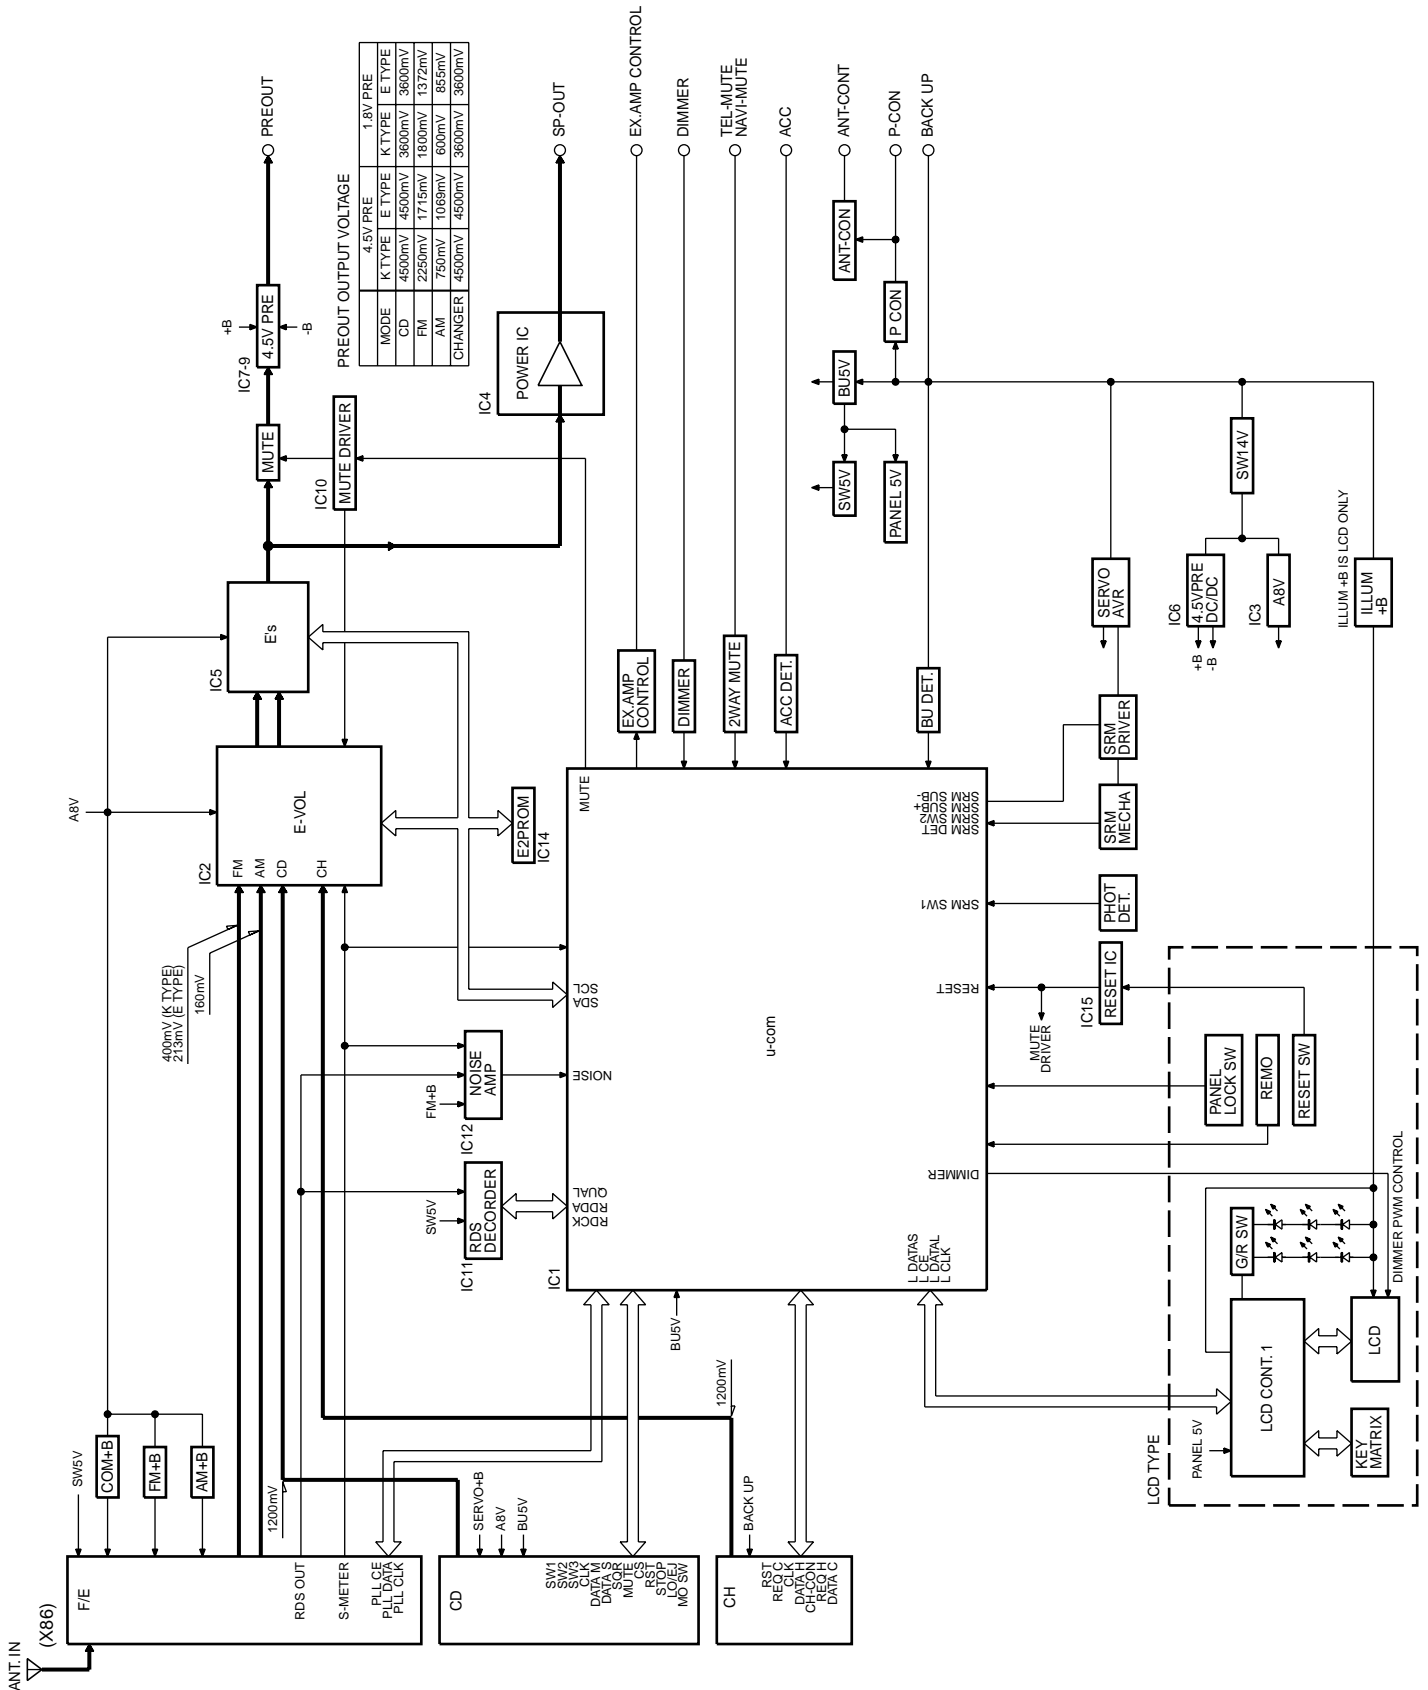 ANT. IN
(X86)
F/E
SW5V
COM+B
FM+B
AM+B
RDS OUT
S-METER
PLL CE
PLL DATA
PLL CLK
1200mV
CD
SERVO+B
A8V
BU5V
SW1
SW2
SW3
CLK
DATA M
DATA S
SQR
MUTE
CS
RST
STOP
LO/EJ
MO SW
CH
BACK UP
RST
REQ C
CLK
DATA H
CH-CON
REQ H
DATA C
1200mV
A8V
400mV (K TYPE)
213mV (E TYPE)
160mV
IC2
E-VOL
FM
AM
CD
CH
IC5
E's
E2PROM
IC14
IC11
RDS
DECORDER
SW5V
IC12
NOISE
AMP
FM+B
MUTE
IC7-9
4.5V PRE
+B
-B
PREOUT
IC10
MUTE DRIVER
PREOUT OUTPUT VOLTAGE
4.5V PRE
1.8V PRE
MODE
K TYPE
E TYPE
K TYPE
E TYPE
CD
4500mV
4500mV
3600mV
3600mV
FM
2250mV
1715mV
1800mV
1372mV
AM
750mV
1069mV
600mV
855mV
CHANGER
4500mV
4500mV
3600mV
3600mV
IC4
POWER IC
SP-OUT
IC1
u-com
BU5V
RDCK
RDDA
QUAL
NOISE
SDA
SCL
MUTE
L DATAS
L CE
L DATAL
L CLK
DIMMER
RESET
SRM SW1
SRM DET
SRM SW2
SRM SUB+
SRM SUB-
EX.AMP
CONTROL
EX.AMP CONTROL
DIMMER
DIMMER
2WAY MUTE
TEL-MUTE
NAVI-MUTE
ACC DET.
ACC
ANT-CON
ANT-CONT
P CON
P-CON
BU DET.
BACK UP
BU5V
SW5V
PANEL 5V
SERVO
AVR
SRM
DRIVER
SRM
MECHA
PHOT
DET.
IC15
RESET IC
MUTE
DRIVER
SW14V
IC6
4.5VPRE
DC/DC
+B
-B
IC3
A8V
ILLUM +B IS LCD ONLY
ILLUM
+B
LCD TYPE
PANEL
LOCK SW
REMO
RESET SW
DIMMER PWM CONTROL
G/R SW
LCD CONT. 1
PANEL 5V
LCD
KEY
MATRIX